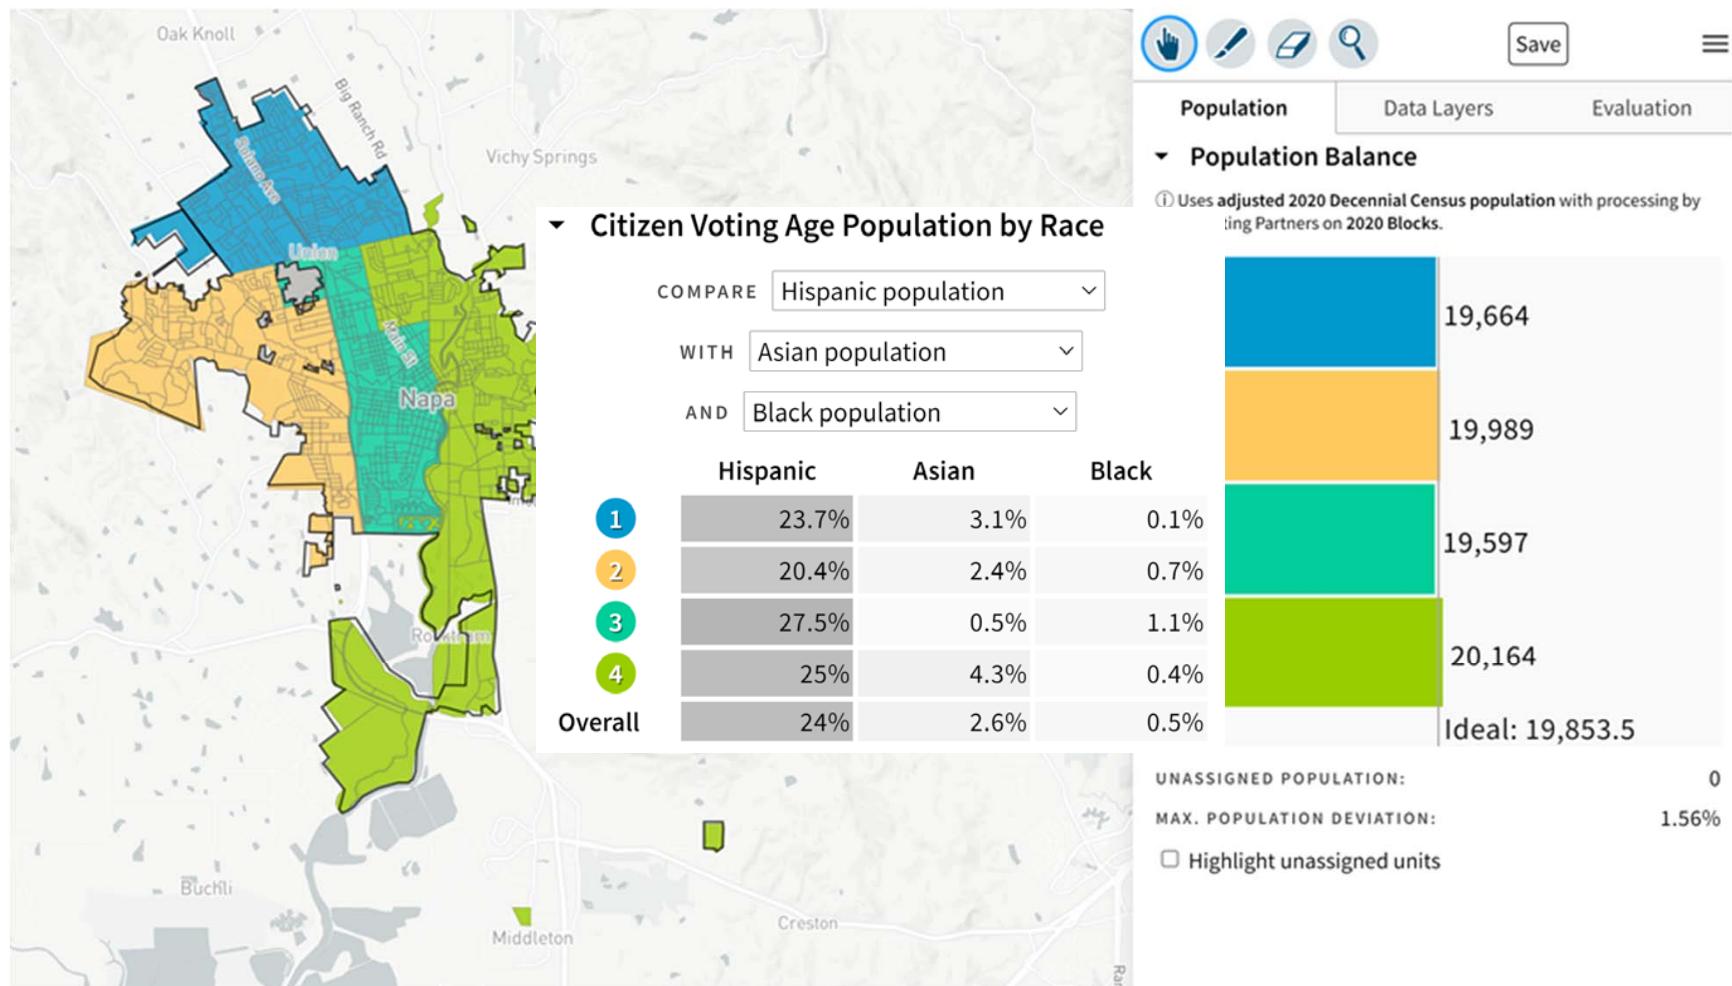 Oak Knoll
Big Ranch Rd
Solano Ave
Vichy Springs
Union
Main St
Napa
Buchli
Middleton
Creston
Save
Population
Data Layers
Evaluation
Population Balance
Uses adjusted 2020 Decennial Census population with processing by
ing Partners on 2020 Blocks.
Citizen Voting Age Population by Race
COMPARE Hispanic population
WITH Asian population
AND Black population
Hispanic Asian Black
1 23.7% 3.1% 0.1%
2 20.4% 2.4% 0.7%
3 27.5% 0.5% 1.1%
4 25% 4.3% 0.4%
Overall 24% 2.6% 0.5%
19,664
19,989
19,597
20,164
Ideal: 19,853.5
UNASSIGNED POPULATION: 0
MAX. POPULATION DEVIATION: 1.56%
Highlight unassigned units